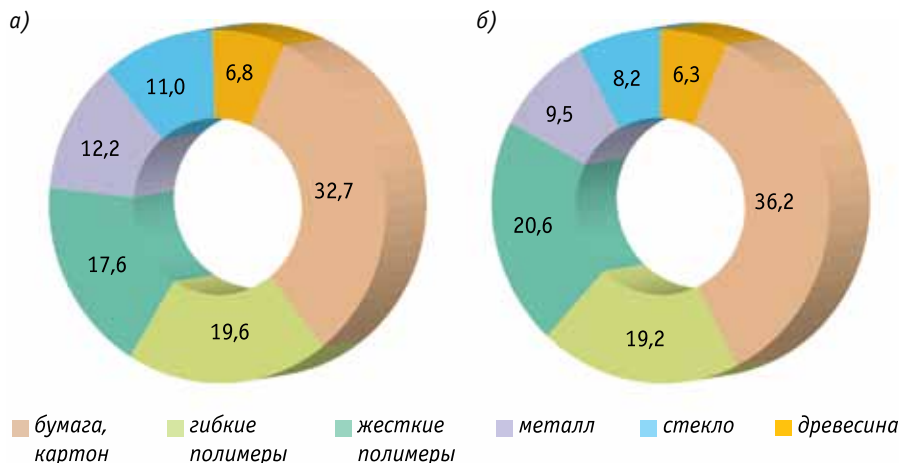 а)
6,8
11,0
12,2
32,7
17,6
19,6
б)
8,2
6,3
9,5
36,2
20,6
19,2
бумага, картон
гибкие полимеры
жесткие полимеры
металл
стекло
древесина